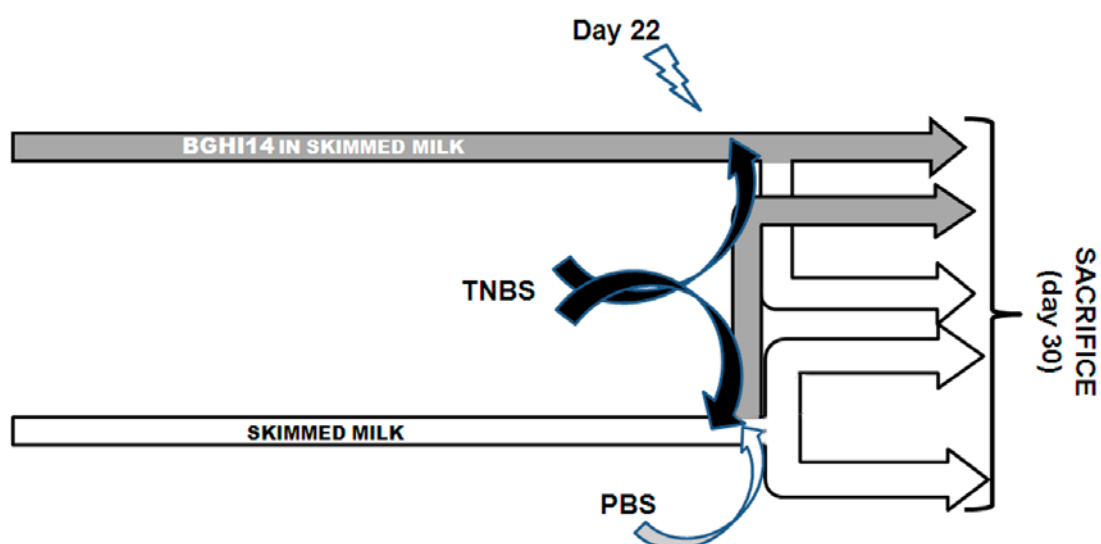 Day 22
BGHI14 IN SKIMMED MILK
TNBS
SACRIFICE
(day 30)
SKIMMED MILK
PBS